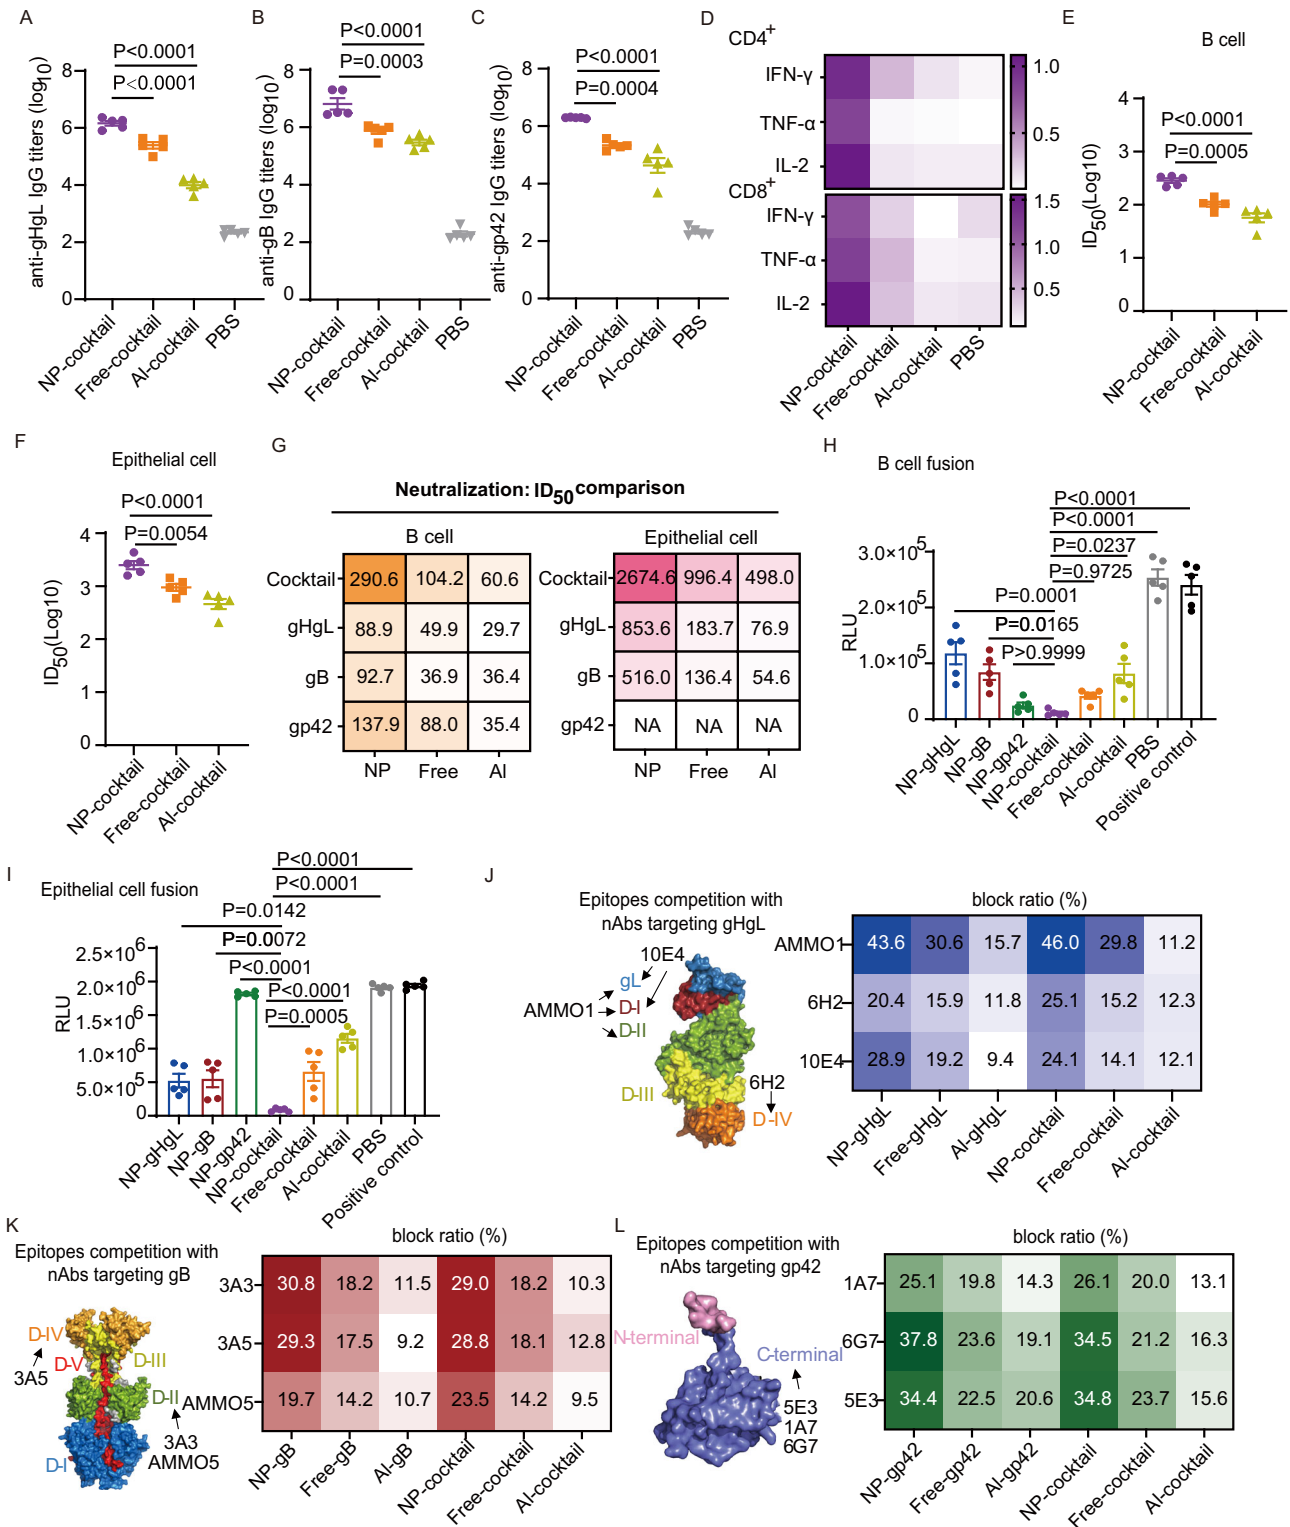 A
P<0.0001
P<0.0001
anti-gHgL IgG titers (log10)
8
6
4
2
0
NP-cocktail
Free-cocktail
Al-cocktail
PBS
B
P<0.0001
P=0.0003
anti-gB IgG titers (log10)
8
6
4
2
0
NP-cocktail
Free-cocktail
Al-cocktail
PBS
C
P<0.0001
P=0.0004
anti-gp42 IgG titers (log10)
8
6
4
2
0
NP-cocktail
Free-cocktail
Al-cocktail
PBS
D
CD4+
IFN-γ
TNF-α
IL-2
1.0
0.5
CD8+
IFN-γ
TNF-α
IL-2
1.5
1.0
0.5
NP-cocktail
Free-cocktail
Al-cocktail
PBS
E
B cell
P<0.0001
P=0.0005
ID50(Log10)
4
3
2
1
0
NP-cocktail
Free-cocktail
Al-cocktail
F
Epithelial cell
P<0.0001
P=0.0054
ID50(Log10)
4
3
2
1
0
NP-cocktail
Free-cocktail
Al-cocktail
G
Neutralization: ID50 comparison
B cell
Cocktail 290.6 104.2 60.6
gHgL 88.9 49.9 29.7
gB 92.7 36.9 36.4
gp42 137.9 88.0 35.4
NP Free Al
Epithelial cell
Cocktail 2674.6 996.4 498.0
gHgL 853.6 183.7 76.9
gB 516.0 136.4 54.6
gp42 NA NA NA
NP Free Al
H
B cell fusion
P<0.0001
P<0.0001
P=0.0237
P=0.9725
P=0.0001
P=0.0165
P>0.9999
RLU
3.0×10^5
2.0×10^5
1.0×10^5
0
NP-gHgL
NP-gB
NP-gp42
NP-cocktail
Free-cocktail
Al-cocktail
PBS
Positive control
I
Epithelial cell fusion
P<0.0001
P<0.0001
P=0.0142
P=0.0072
P<0.0001
P<0.0001
P=0.0005
RLU
2.5×10^6
2.0×10^6
1.5×10^6
1.0×10^6
5.0×10^5
0
NP-gHgL
NP-gB
NP-gp42
NP-cocktail
Free-cocktail
Al-cocktail
PBS
Positive control
J
Epitopes competition with
nAbs targeting gHgL
10E4
gL
AMMO1
D-I
D-II
D-III
6H2
D-IV
block ratio (%)
AMMO1 43.6 30.6 15.7 46.0 29.8 11.2
6H2 20.4 15.9 11.8 25.1 15.2 12.3
10E4 28.9 19.2 9.4 24.1 14.1 12.1
NP-gHgL
Free-gHgL
Al-gHgL
NP-cocktail
Free-cocktail
Al-cocktail
K
Epitopes competition with
nAbs targeting gB
D-IV
D-V
D-III
3A5
D-II
3A3
AMMO5
D-I
block ratio (%)
3A3 30.8 18.2 11.5 29.0 18.2 10.3
3A5 29.3 17.5 9.2 28.8 18.1 12.8
AMMO5 19.7 14.2 10.7 23.5 14.2 9.5
NP-gB
Free-gB
Al-gB
NP-cocktail
Free-cocktail
Al-cocktail
L
Epitopes competition with
nAbs targeting gp42
N-terminal
C-terminal
5E3
1A7
6G7
block ratio (%)
1A7 25.1 19.8 14.3 26.1 20.0 13.1
6G7 37.8 23.6 19.1 34.5 21.2 16.3
5E3 34.4 22.5 20.6 34.8 23.7 15.6
NP-gp42
Free-gp42
Al-gp42
NP-cocktail
Free-cocktail
Al-cocktail